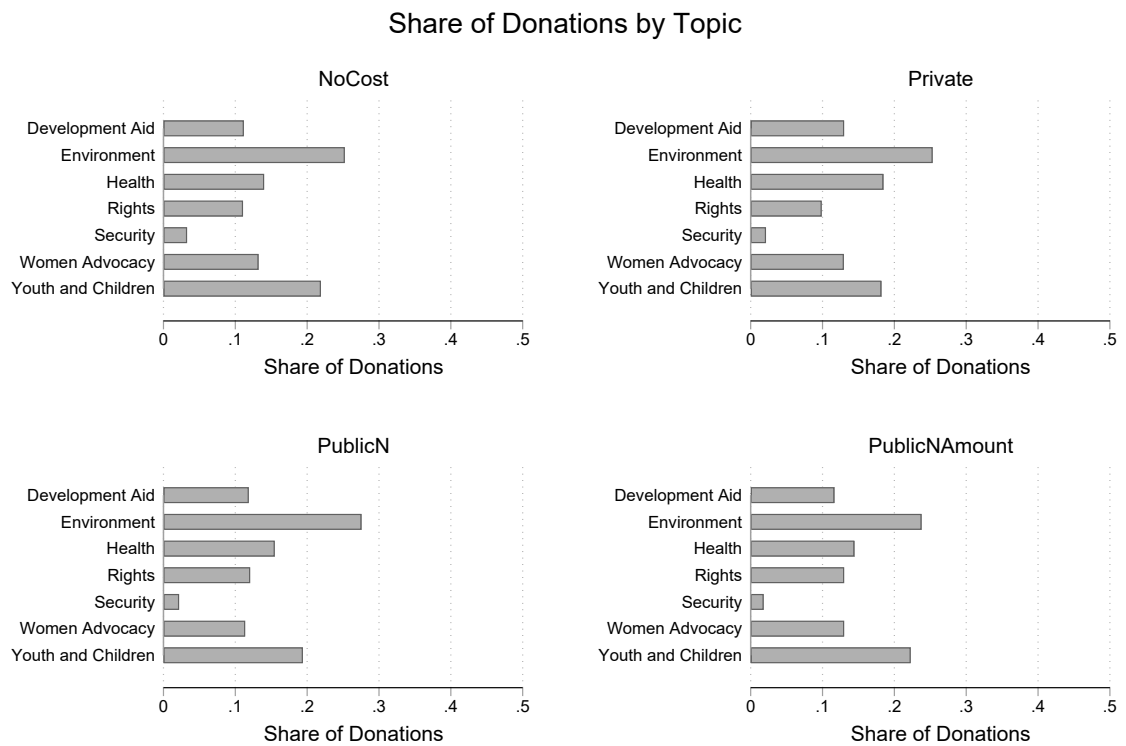 Share of Donations by Topic
NoCost
Development Aid
Environment
Health
Rights
Security
Women Advocacy
Youth and Children
0 .1 .2 .3 .4 .5
Share of Donations
Private
Development Aid
Environment
Health
Rights
Security
Women Advocacy
Youth and Children
0 .1 .2 .3 .4 .5
Share of Donations
PublicN
Development Aid
Environment
Health
Rights
Security
Women Advocacy
Youth and Children
0 .1 .2 .3 .4 .5
Share of Donations
PublicNAmount
Development Aid
Environment
Health
Rights
Security
Women Advocacy
Youth and Children
0 .1 .2 .3 .4 .5
Share of Donations